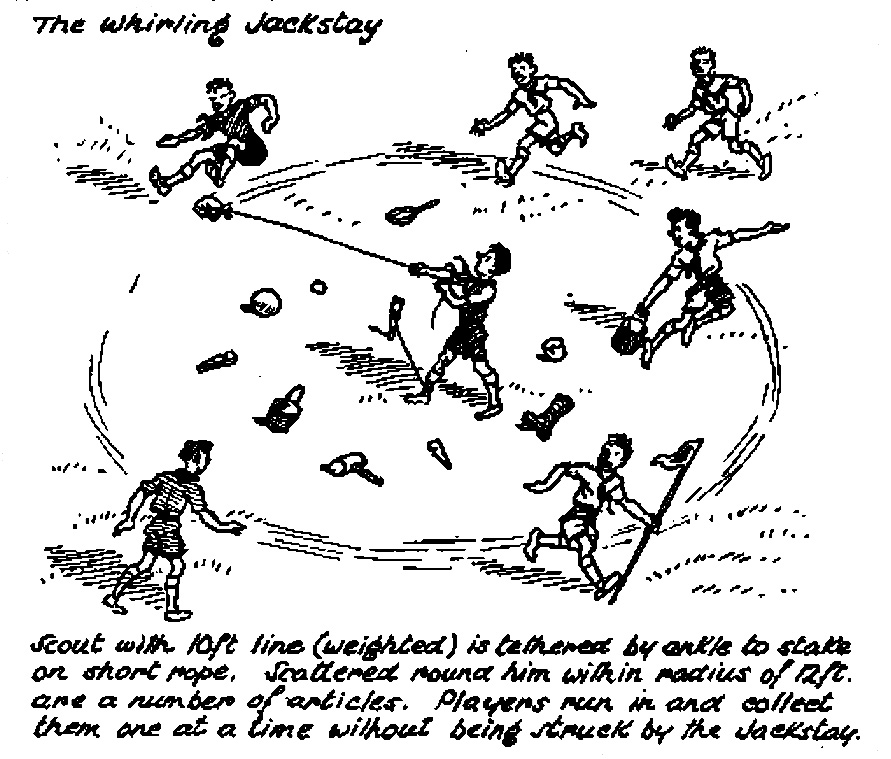 The Whirling Jackstay
Scout with 10ft line (weighted) is tethered by ankle to stake
on short rope. Scattered round him within radius of 12ft.
are a number of articles. Players run in and collect
them one at a time without being struck by the Jackstay.